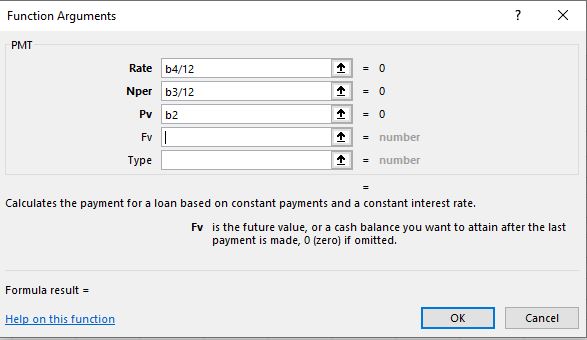 Function Arguments ? ×
PMT
Rate b4/12 = 0
Nper b3/12 = 0
Pv b2 = 0
Fv = number
Type = number
=
Calculates the payment for a loan based on constant payments and a constant interest rate.
Fv is the future value, or a cash balance you want to attain after the last
payment is made, 0 (zero) if omitted.
Formula result =
Help on this function OK Cancel